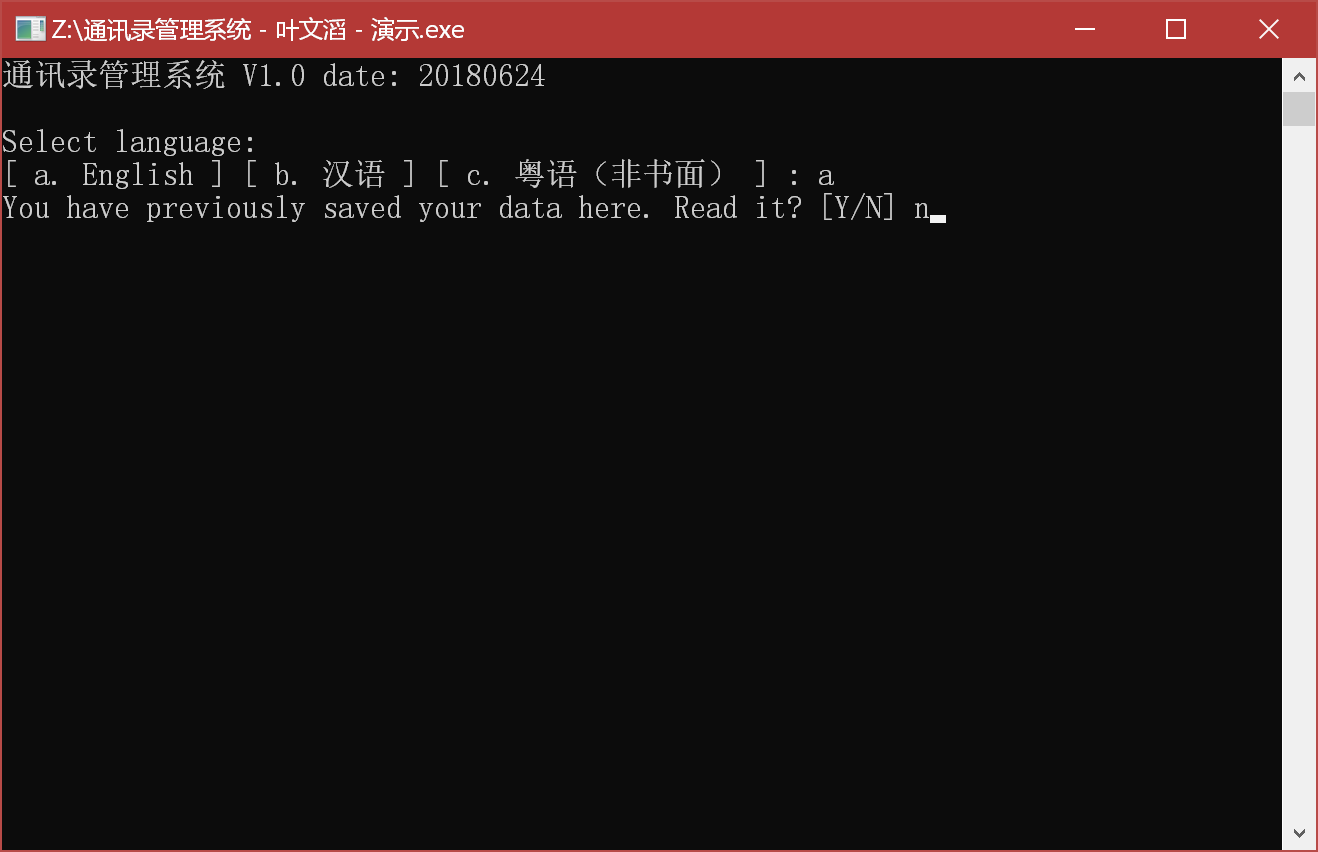 Z:\通讯录管理系统 - 叶文滔 - 演示.exe
通讯录管理系统 V1.0 date: 20180624
Select language:
[ a. English ] [ b. 汉语 ] [ c. 粤语（非书面） ] : a
You have previously saved your data here. Read it? [Y/N] n